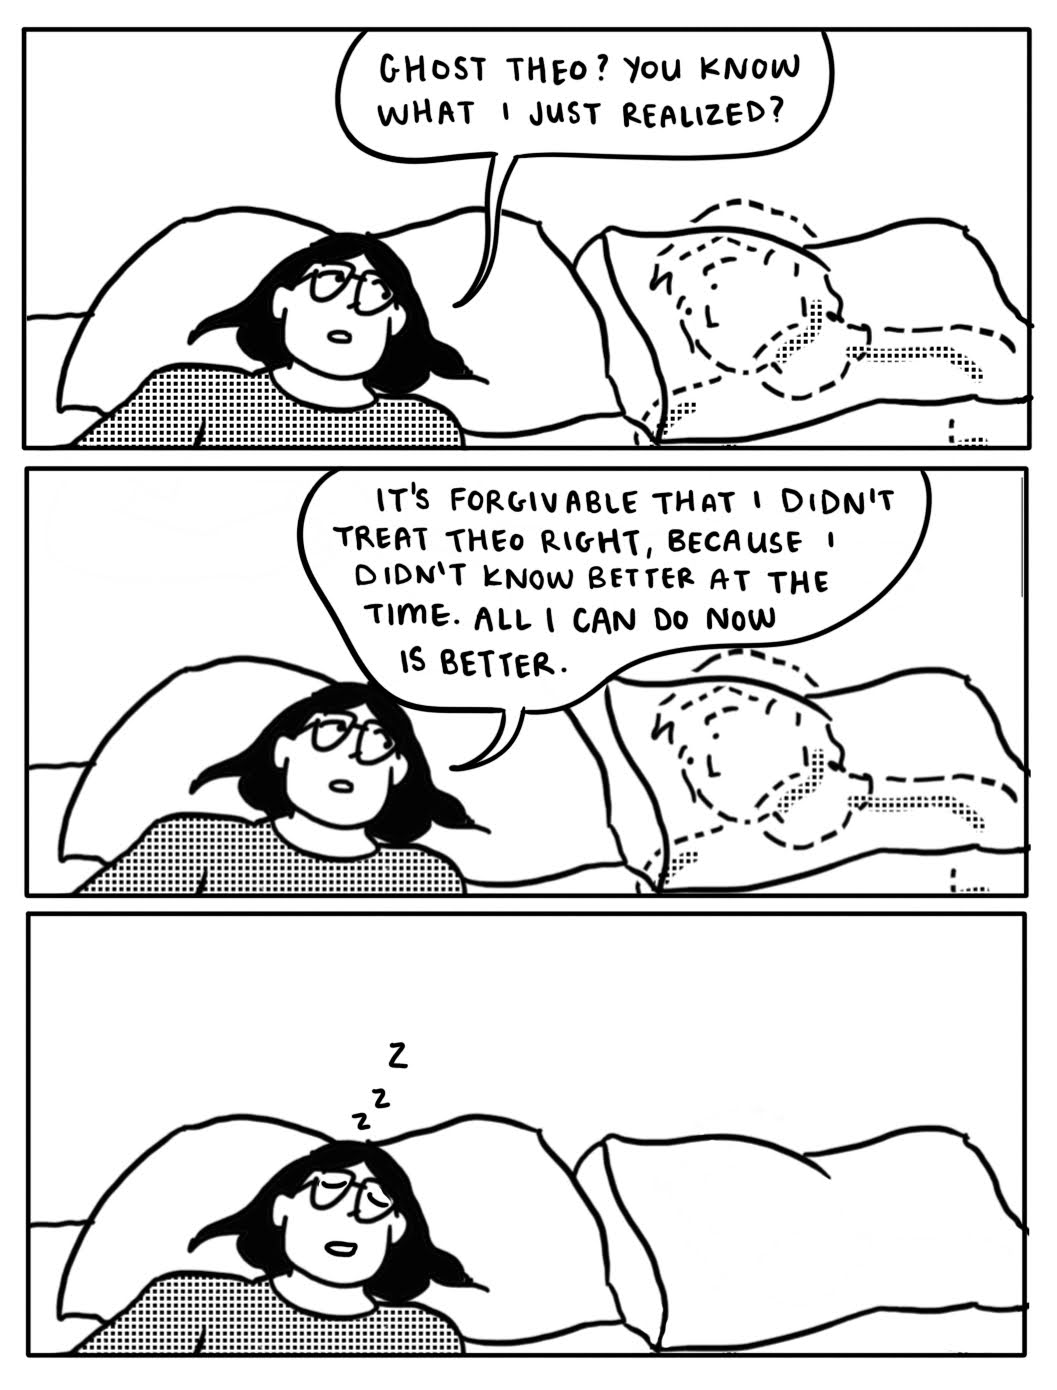 GHOST THEO? YOU KNOW
WHAT I JUST REALIZED?
IT'S FORGIVABLE THAT I DIDN'T
TREAT THEO RIGHT, BECAUSE I
DIDN'T KNOW BETTER AT THE
TIME. ALL I CAN DO NOW
IS BETTER.
Z
Z
Z